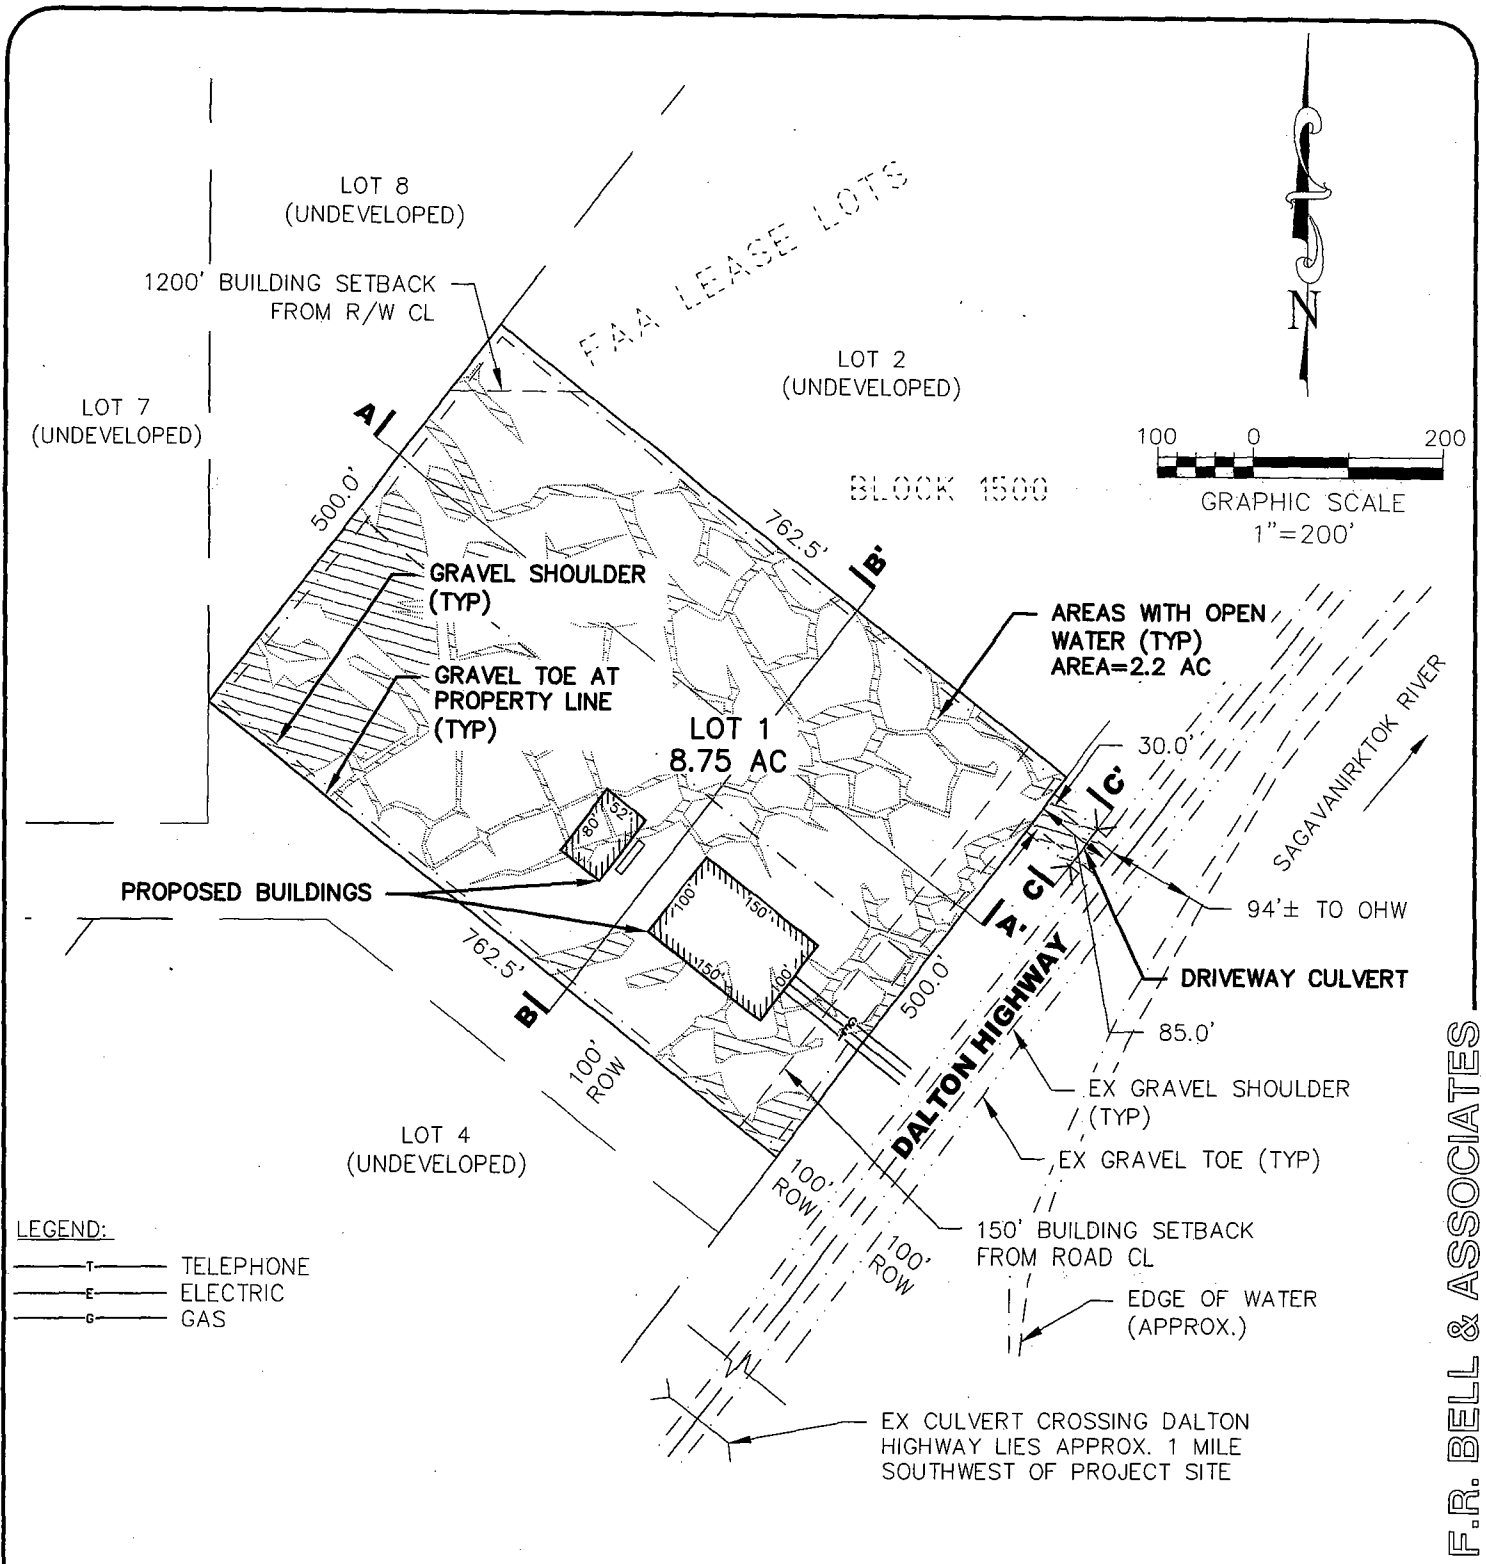 LOT 8
(UNDEVELOPED)
1200' BUILDING SETBACK
FROM R/W CL
FAA LEASE LOTS
N
LOT 2
(UNDEVELOPED)
LOT 7
(UNDEVELOPED)
A
500.0'
BLOCK 1500
762.5'
100 0 200
GRAPHIC SCALE
1"=200'
B'
GRAVEL SHOULDER
(TYP)
AREAS WITH OPEN
WATER (TYP)
AREA=2.2 AC
GRAVEL TOE AT
PROPERTY LINE
(TYP)
LOT 1
8.75 AC
30.0'
C'
SAGAVANIRKTOK RIVER
80'
52'
PROPOSED BUILDINGS
100'
150'
150'
100'
C
A'
94'± TO OHW
762.5'
B
500.0'
DRIVEWAY CULVERT
85.0'
DALTON HIGHWAY
100'
ROW
EX GRAVEL SHOULDER
(TYP)
LOT 4
(UNDEVELOPED)
EX GRAVEL TOE (TYP)
100'
ROW
100'
ROW
150' BUILDING SETBACK
FROM ROAD CL
LEGEND:
T TELEPHONE
E ELECTRIC
G GAS
EDGE OF WATER
(APPROX.)
EX CULVERT CROSSING DALTON
HIGHWAY LIES APPROX. 1 MILE
SOUTHWEST OF PROJECT SITE
F.R. BELL & ASSOCIATES